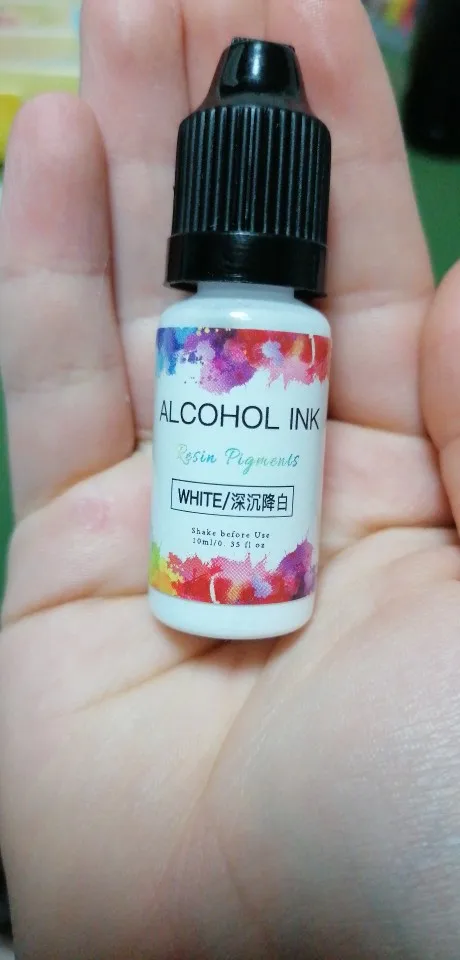 ALCOHOL INK
Resin Pigments
WHITE/深沉降白
Shake before Use
10ml/0. 35 fl oz